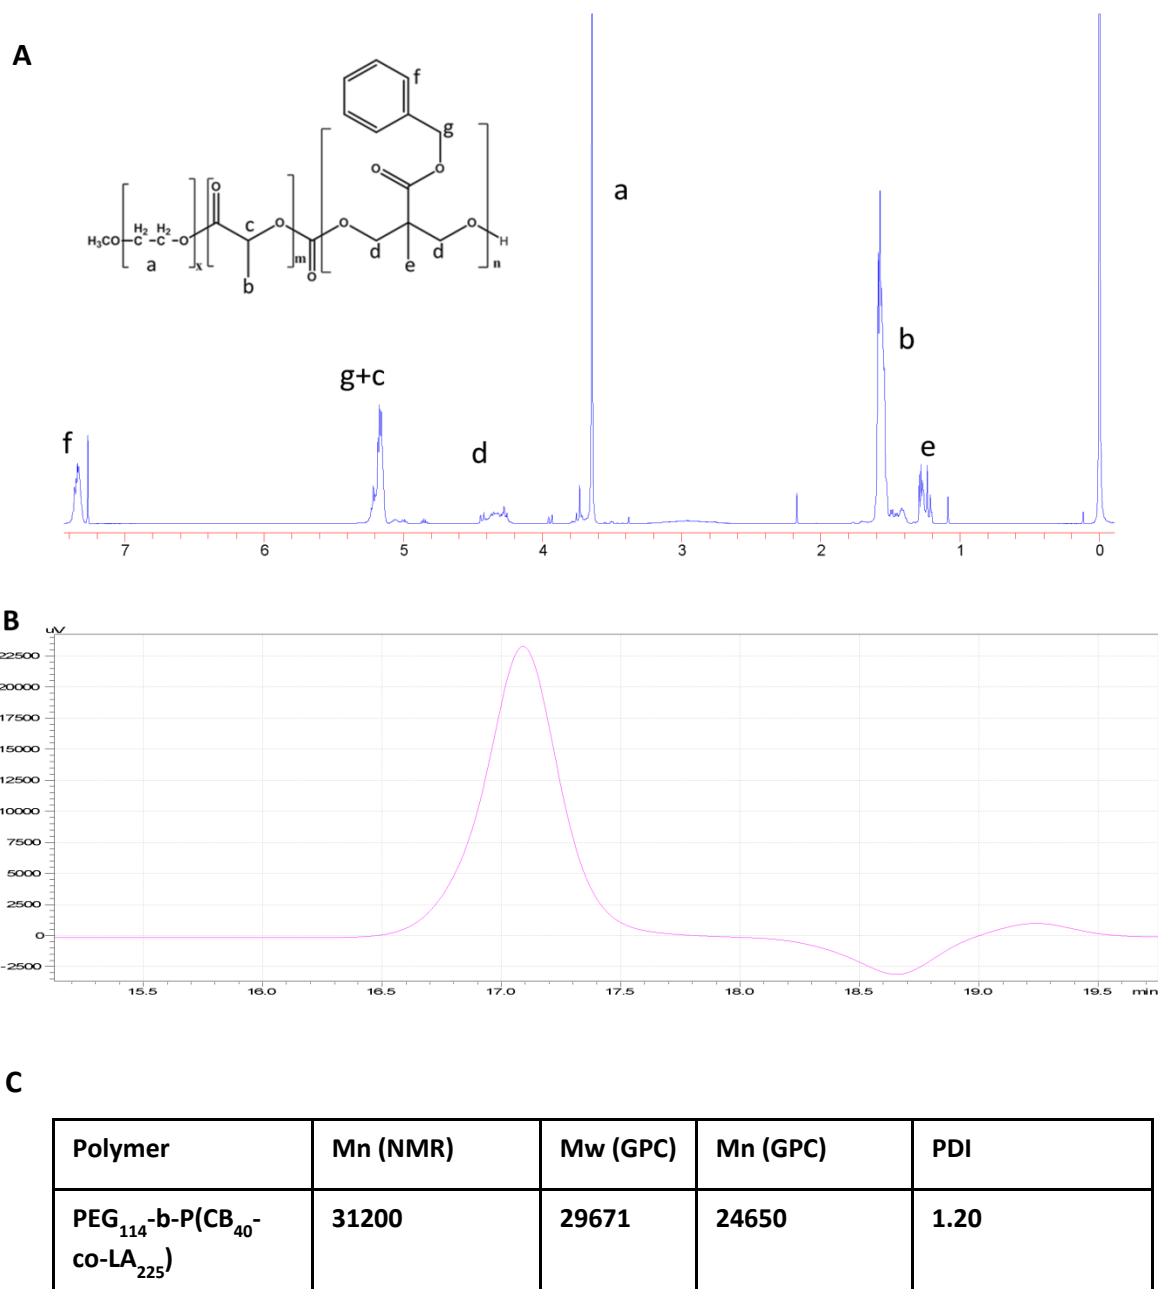 A
f
g
O
O
O
c
O
O
O
H₃CO
H₂
C
H₂
C
O
O
H
a
x
m
d
d
e
n
b
O
a
b
g+c
e
f
d
7
6
5
4
3
2
1
0
B
uV
22500
20000
17500
15000
12500
10000
7500
5000
2500
0
-2500
15.5
16.0
16.5
17.0
17.5
18.0
18.5
19.0
19.5
min
C
Polymer
Mn (NMR)
Mw (GPC)
Mn (GPC)
PDI
PEG₁₁₄-b-P(CB₄₀-
co-LA₂₂₅)
31200
29671
24650
1.20